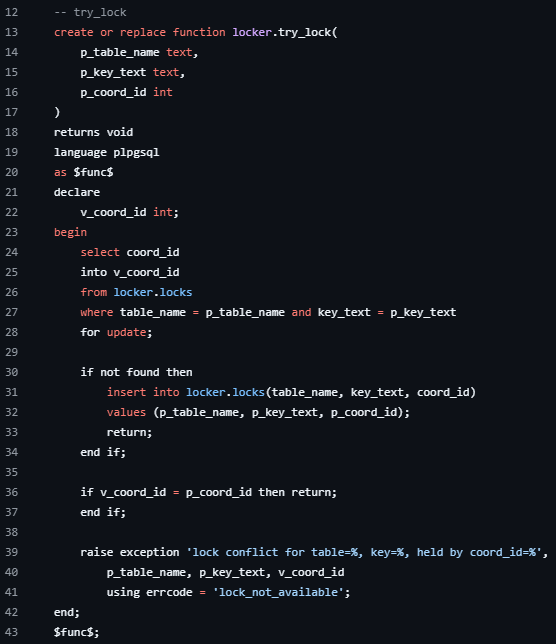 12 -- try_lock
13 create or replace function locker.try_lock(
14 p_table_name text,
15 p_key_text text,
16 p_coord_id int
17 )
18 returns void
19 language plpgsql
20 as $func$
21 declare
22 v_coord_id int;
23 begin
24 select coord_id
25 into v_coord_id
26 from locker.locks
27 where table_name = p_table_name and key_text = p_key_text
28 for update;
29
30 if not found then
31 insert into locker.locks(table_name, key_text, coord_id)
32 values (p_table_name, p_key_text, p_coord_id);
33 return;
34 end if;
35
36 if v_coord_id = p_coord_id then return;
37 end if;
38
39 raise exception 'lock conflict for table=%, key=%, held by coord_id=%',
40 p_table_name, p_key_text, v_coord_id
41 using errcode = 'lock_not_available';
42 end;
43 $func$;